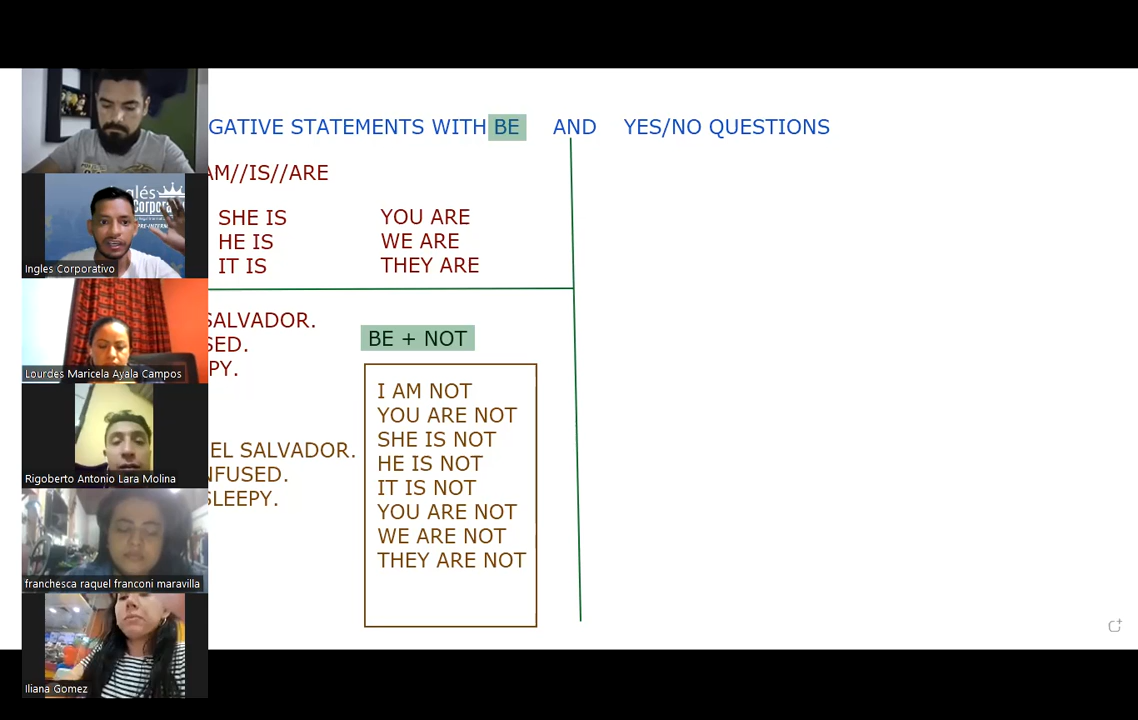 GATIVE STATEMENTS WITH BE AND YES/NO QUESTIONS
AM//IS//ARE
SHE IS
HE IS
IT IS
YOU ARE
WE ARE
THEY ARE
SALVADOR.
SED.
PY.
EL SALVADOR.
NFUSED.
SLEEPY.
BE + NOT
I AM NOT
YOU ARE NOT
SHE IS NOT
HE IS NOT
IT IS NOT
YOU ARE NOT
WE ARE NOT
THEY ARE NOT
Ingles Corporativo
Lourdes Maricela Ayala Campos
Rigoberto Antonio Lara Molina
franchesca raquel franconi maravilla
Iliana Gomez